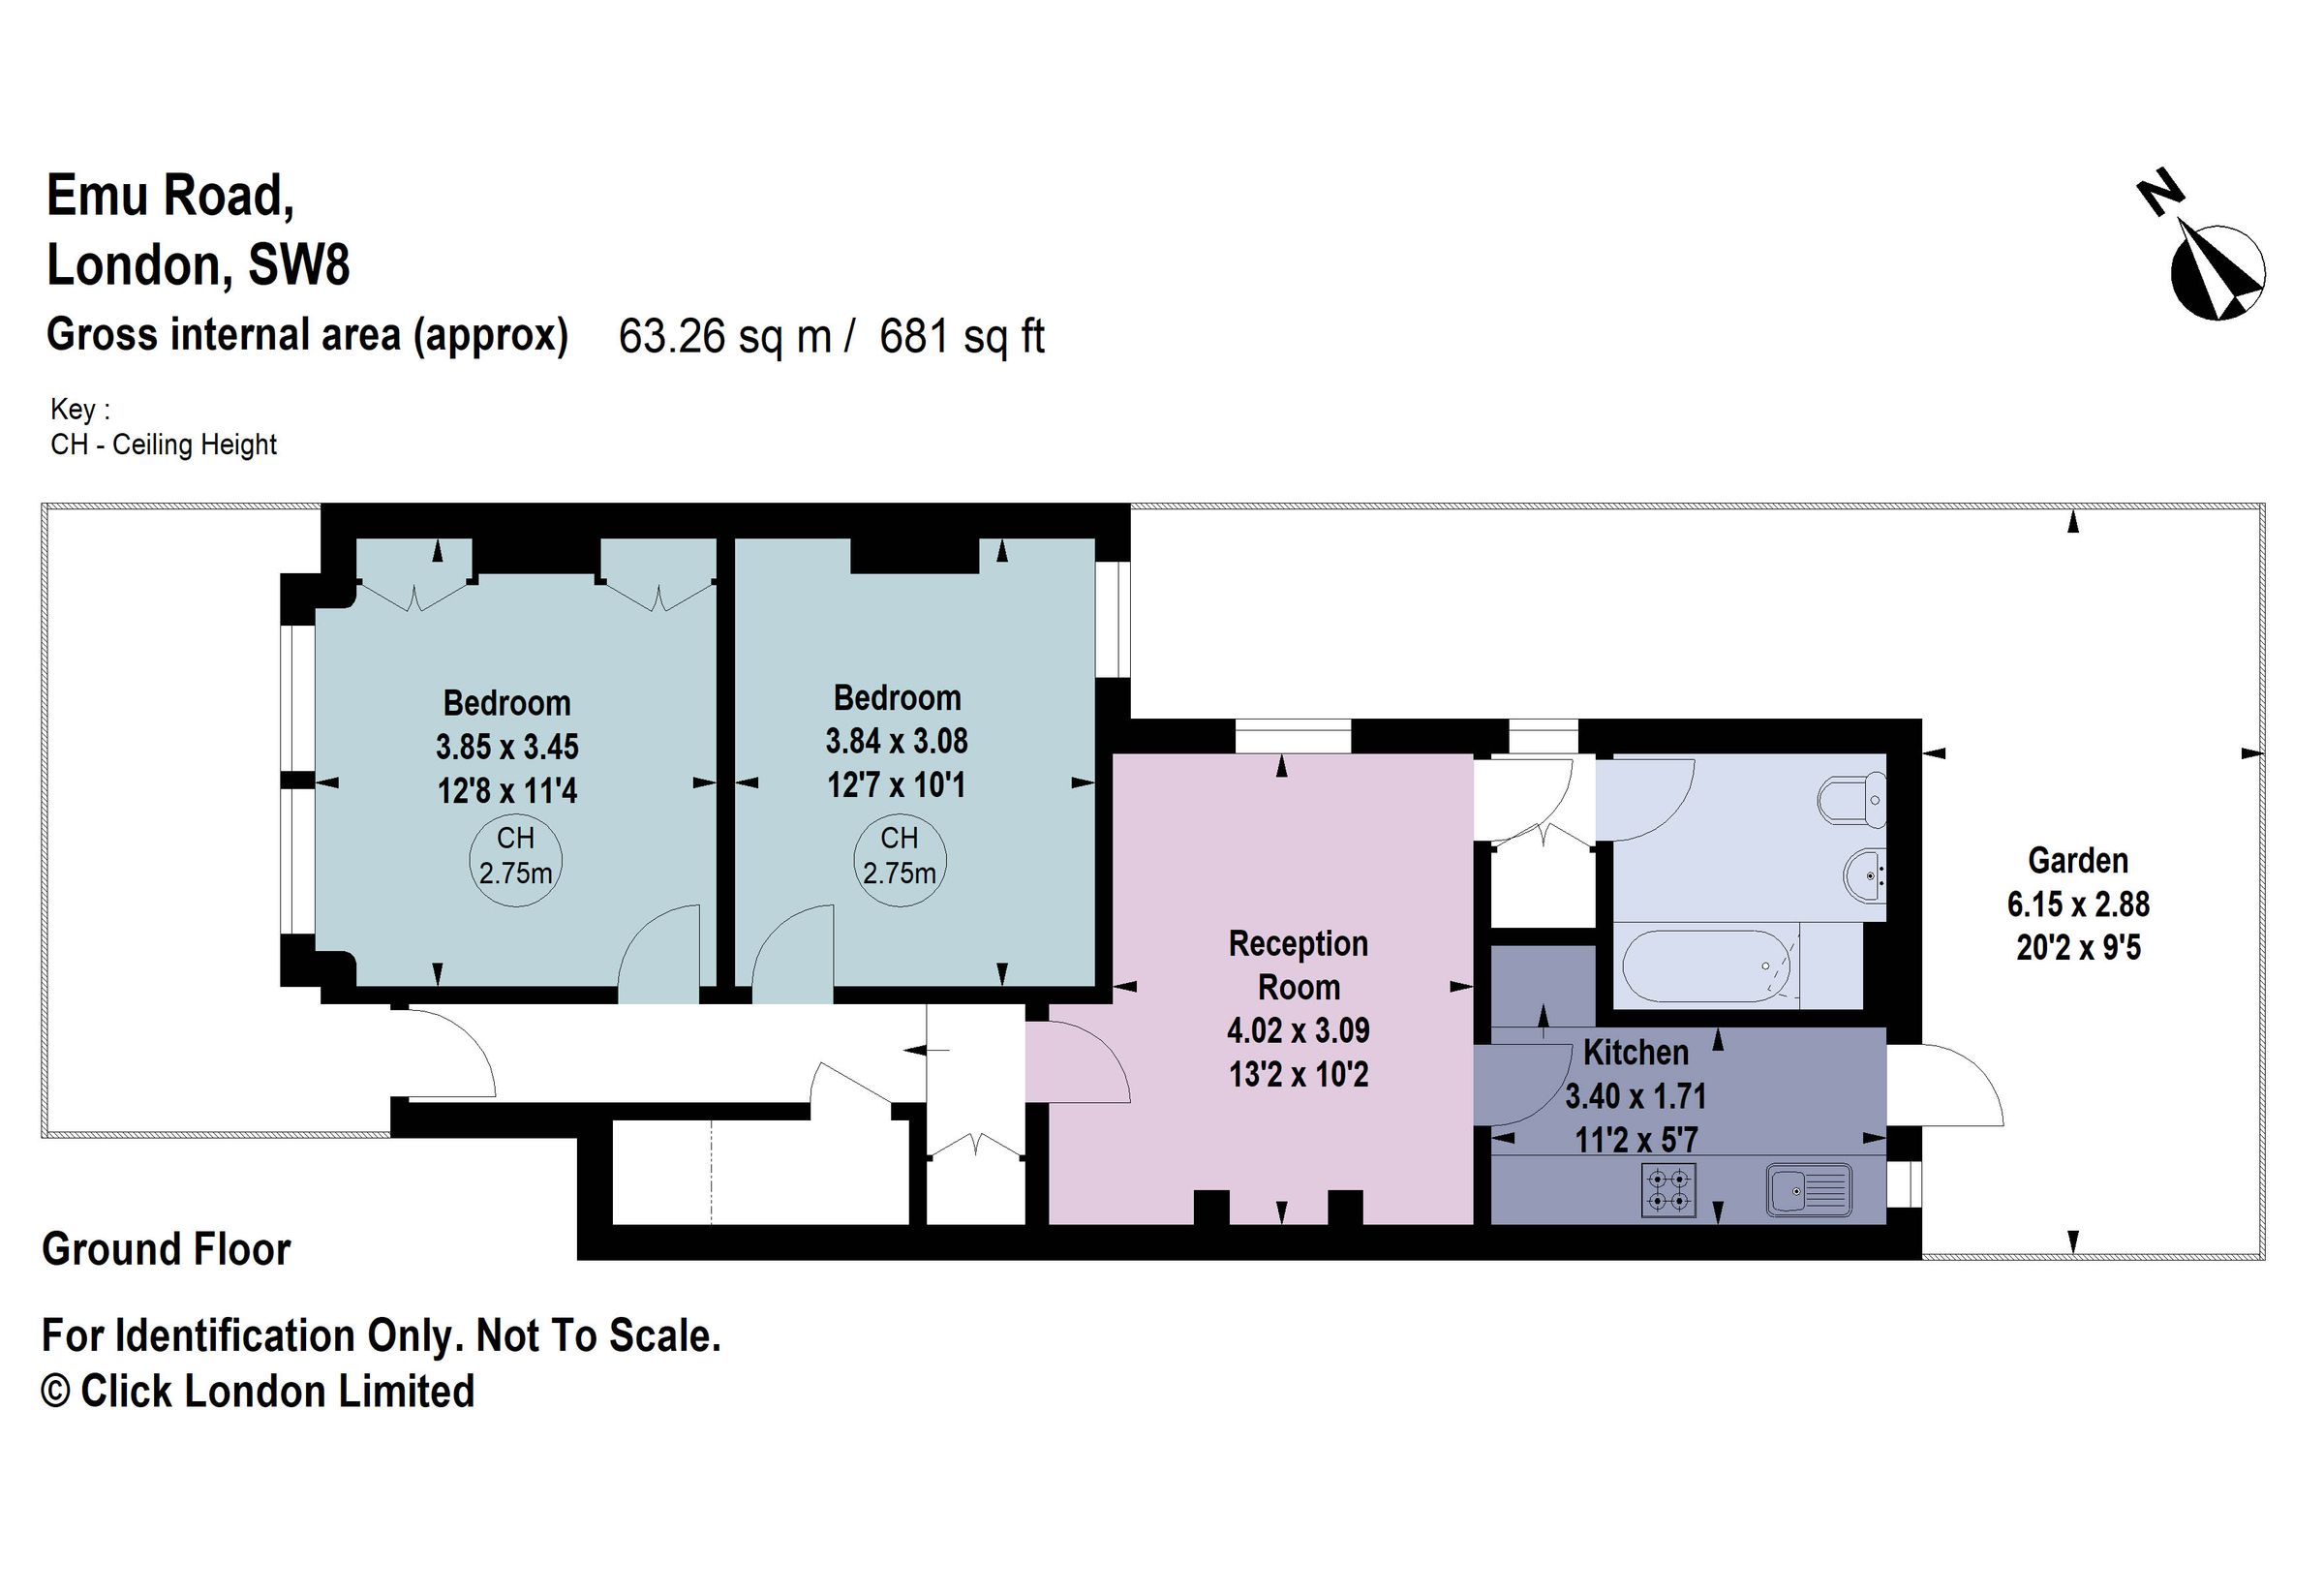 Emu Road,
London, SW8
Gross internal area (approx) 63.26 sq m / 681 sq ft
N
Key :
CH - Ceiling Height
Bedroom
3.85 x 3.45
12'8 x 11'4
CH
2.75m
Bedroom
3.84 x 3.08
12'7 x 10'1
CH
2.75m
Reception
Room
4.02 x 3.09
13'2 x 10'2
Kitchen
3.40 x 1.71
11'2 x 5'7
Garden
6.15 x 2.88
20'2 x 9'5
Ground Floor
For Identification Only. Not To Scale.
© Click London Limited